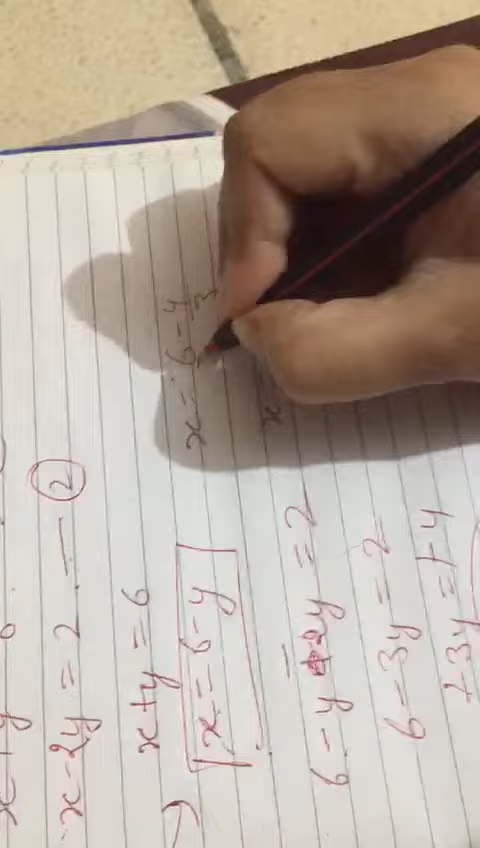 x - 2y = 2 — ②
x + y = 6
x = 6 - y
6 - y - 2y = 2
6 - 3y = 2
+3y = +4
x = 6 - 4/3
x =